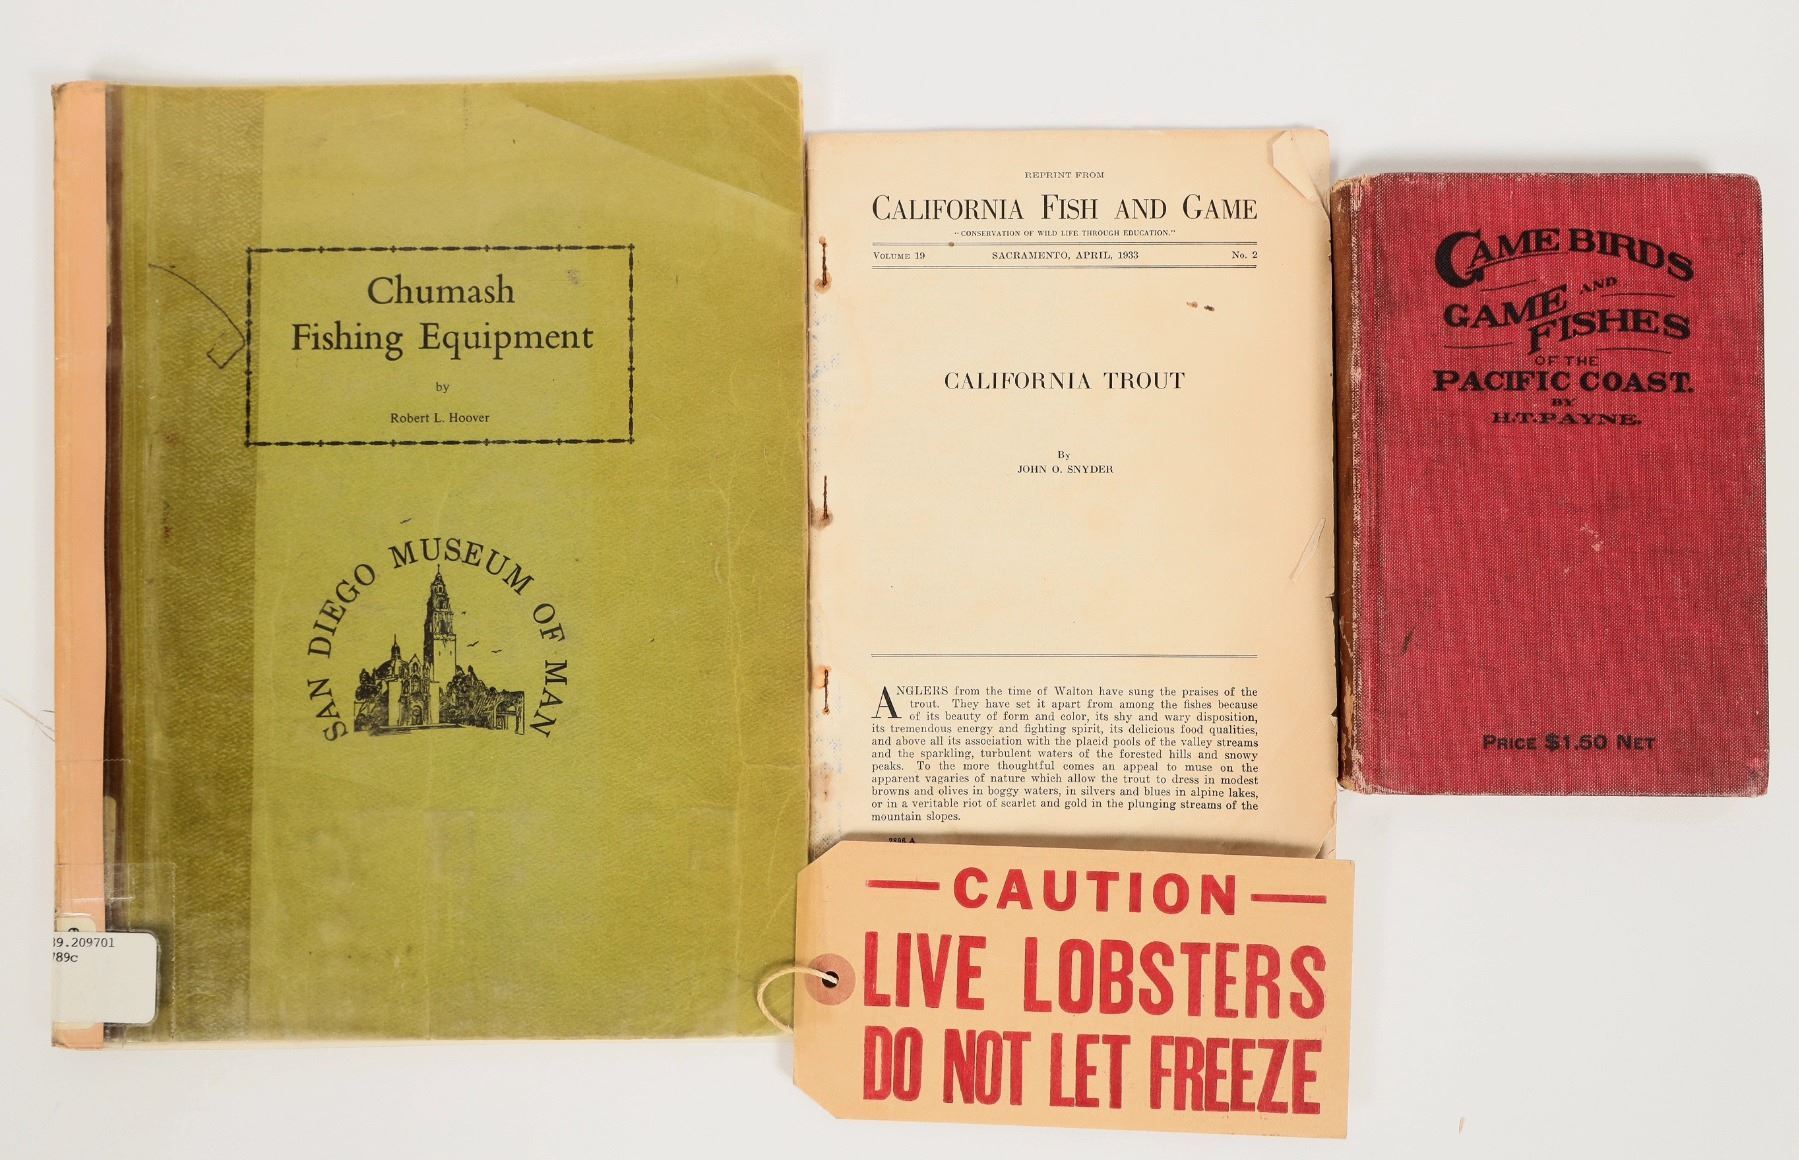 Chumash
Fishing Equipment
by
Robert L. Hoover
SAN DIEGO MUSEUM OF MAN
39.209701
789c
REPRINT FROM
CALIFORNIA FISH AND GAME
"CONSERVATION OF WILD LIFE THROUGH EDUCATION."
VOLUME 19 SACRAMENTO, APRIL, 1933 No. 2
CALIFORNIA TROUT
By
JOHN O. SNYDER
ANGLERS from the time of Walton have sung the praises of the
trout. They have set it apart from among the fishes because
of its beauty of form and color, its shy and wary disposition,
its tremendous energy and fighting spirit, its delicious food qualities,
and above all its association with the placid pools of the valley streams
and the sparkling, turbulent waters of the forested hills and snowy
peaks. To the more thoughtful comes an appeal to muse on the
apparent vagaries of nature which allow the trout to dress in modest
browns and olives in boggy waters, in silvers and blues in alpine lakes,
or in a veritable riot of scarlet and gold in the plunging streams of the
mountain slopes.
CAUTION
LIVE LOBSTERS
DO NOT LET FREEZE
GAME BIRDS
AND
GAME FISHES
OF THE
PACIFIC COAST.
BY
H.T. PAYNE.
PRICE $1.50 NET